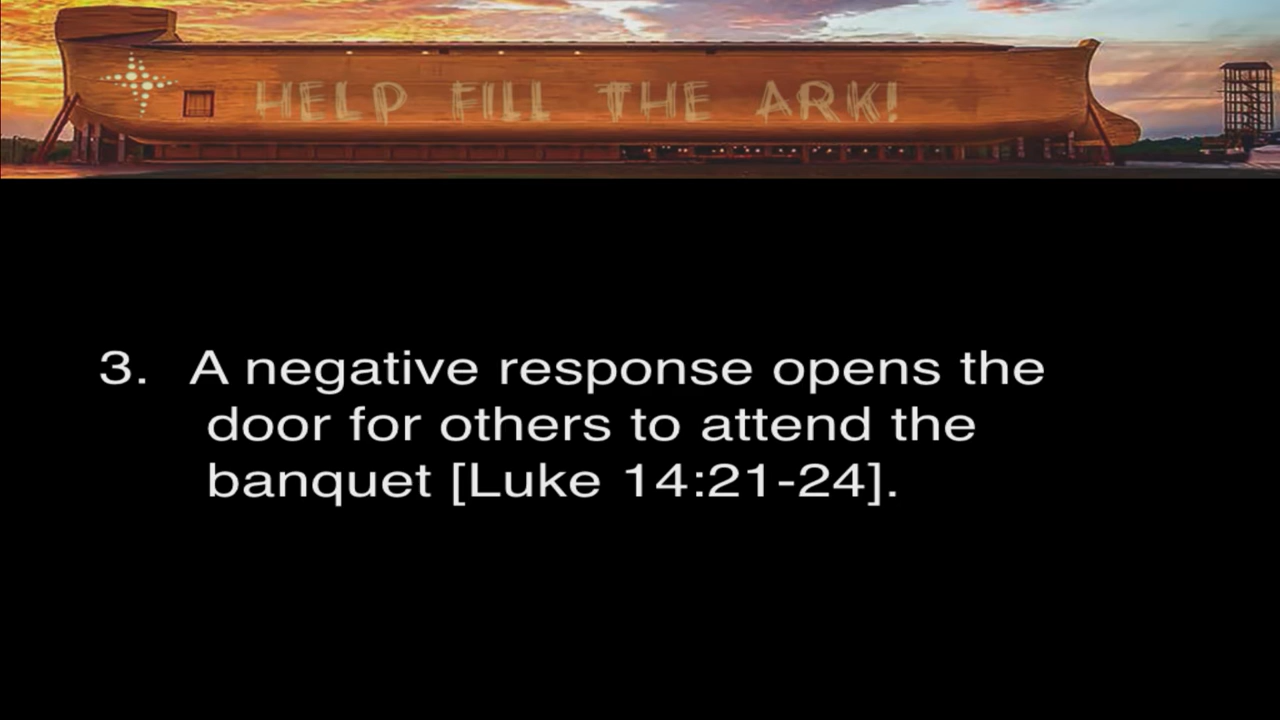 HELP FILL THE ARK!
3. A negative response opens the
door for others to attend the
banquet [Luke 14:21-24].